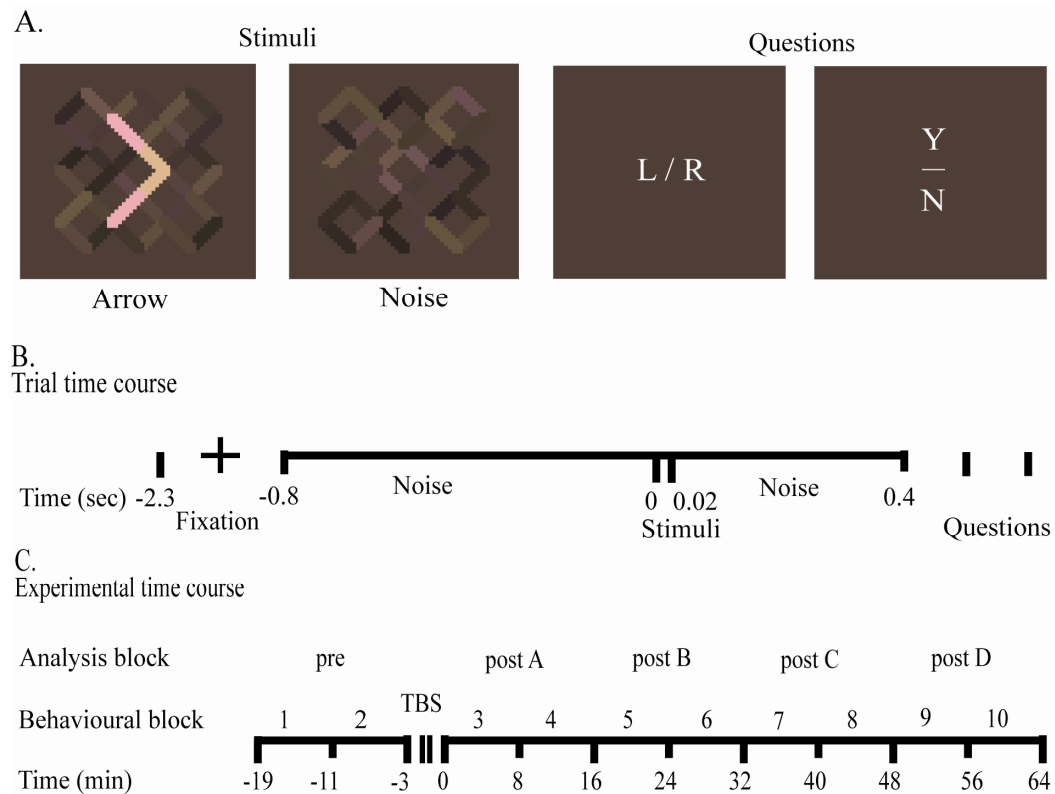 A.
Stimuli
Questions
L / R
Y
N
Arrow
Noise
B.
Trial time course
Noise
Noise
Time (sec) -2.3 -0.8 0 0.02 0.4
Fixation
Stimuli
Questions
C.
Experimental time course
Analysis block pre post A post B post C post D
TBS
Behavioural block 1 2 3 4 5 6 7 8 9 10
Time (min) -19 -11 -3 0 8 16 24 32 40 48 56 64